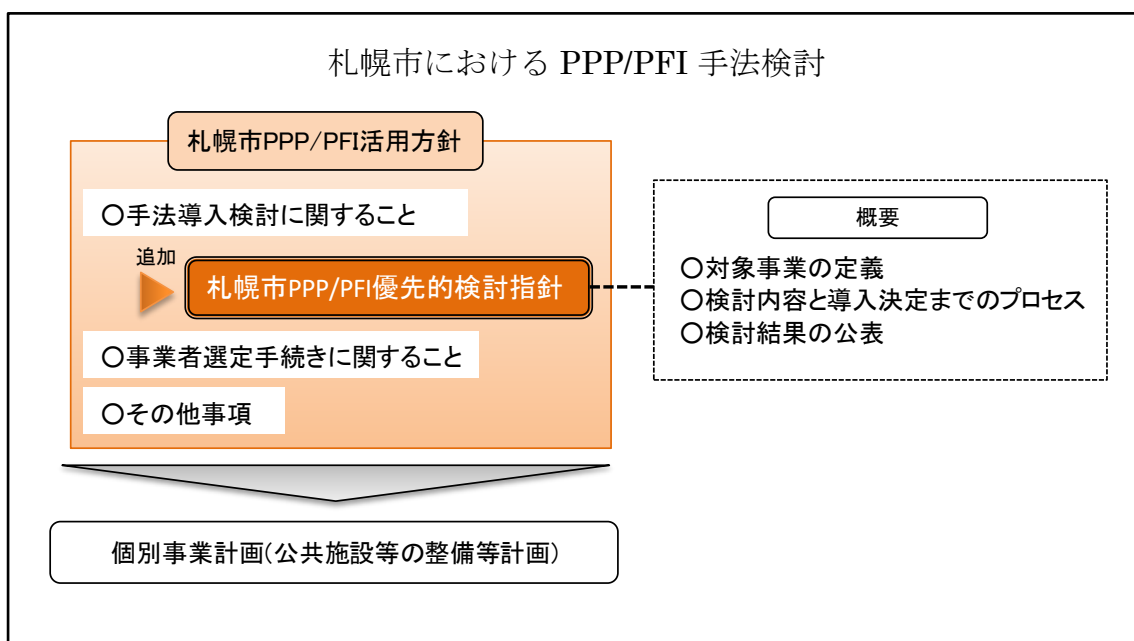 札幌市における PPP/PFI 手法検討
札幌市PPP/PFI活用方針
〇手法導入検討に関すること
追加
札幌市PPP/PFI優先的検討指針
〇事業者選定手続きに関すること
〇その他事項
概要
〇対象事業の定義
〇検討内容と導入決定までのプロセス
〇検討結果の公表
個別事業計画(公共施設等の整備等計画)